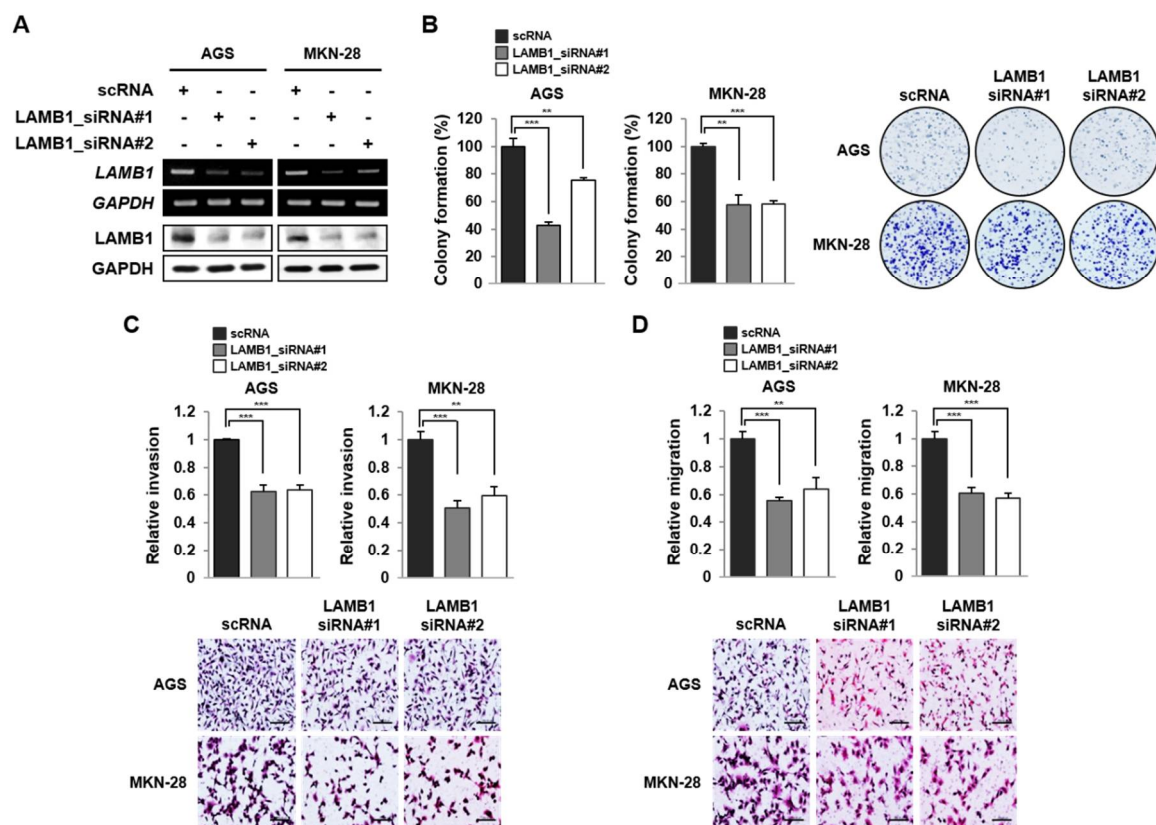 A
AGS MKN-28
scRNA + - - + - -
LAMB1_siRNA#1 - + - - + -
LAMB1_siRNA#2 - - + - - +
LAMB1
GAPDH
LAMB1
GAPDH
B
scRNA
LAMB1_siRNA#1
LAMB1_siRNA#2
AGS
Colony formation (%)
120
100
80
60
40
20
0
**
***
MKN-28
Colony formation (%)
120
100
80
60
40
20
0
***
**
scRNA
LAMB1
siRNA#1
LAMB1
siRNA#2
AGS
MKN-28
C
scRNA
LAMB1_siRNA#1
LAMB1_siRNA#2
AGS
Relative invasion
1.2
1
0.8
0.6
0.4
0.2
0
***
***
MKN-28
Relative invasion
1.2
1
0.8
0.6
0.4
0.2
0
**
***
scRNA
LAMB1
siRNA#1
LAMB1
siRNA#2
AGS
MKN-28
D
scRNA
LAMB1_siRNA#1
LAMB1_siRNA#2
AGS
Relative migration
1.2
1
0.8
0.6
0.4
0.2
0
**
***
MKN-28
Relative migration
1.2
1
0.8
0.6
0.4
0.2
0
***
***
scRNA
LAMB1
siRNA#1
LAMB1
siRNA#2
AGS
MKN-28